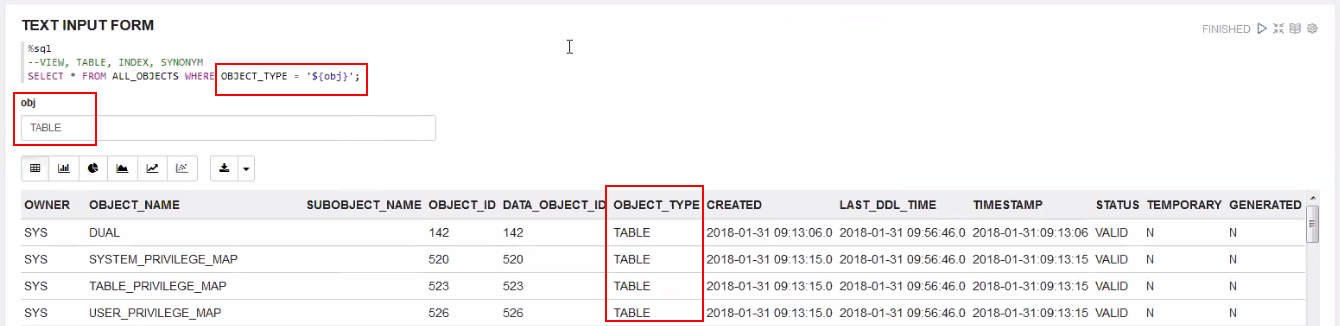 TEXT INPUT FORM
FINISHED
%sql
--VIEW, TABLE, INDEX, SYNONYM
SELECT * FROM ALL_OBJECTS WHERE OBJECT_TYPE = '${obj}';
obj
TABLE
OWNER OBJECT_NAME SUBOBJECT_NAME OBJECT_ID DATA_OBJECT_ID OBJECT_TYPE CREATED LAST_DDL_TIME TIMESTAMP STATUS TEMPORARY GENERATED
SYS DUAL 142 142 TABLE 2018-01-31 09:13:06.0 2018-01-31 09:56:46.0 2018-01-31:09:13:06 VALID N N
SYS SYSTEM_PRIVILEGE_MAP 520 520 TABLE 2018-01-31 09:13:15.0 2018-01-31 09:56:46.0 2018-01-31:09:13:15 VALID N N
SYS TABLE_PRIVILEGE_MAP 523 523 TABLE 2018-01-31 09:13:15.0 2018-01-31 09:56:46.0 2018-01-31:09:13:15 VALID N N
SYS USER_PRIVILEGE_MAP 526 526 TABLE 2018-01-31 09:13:15.0 2018-01-31 09:56:46.0 2018-01-31:09:13:15 VALID N N